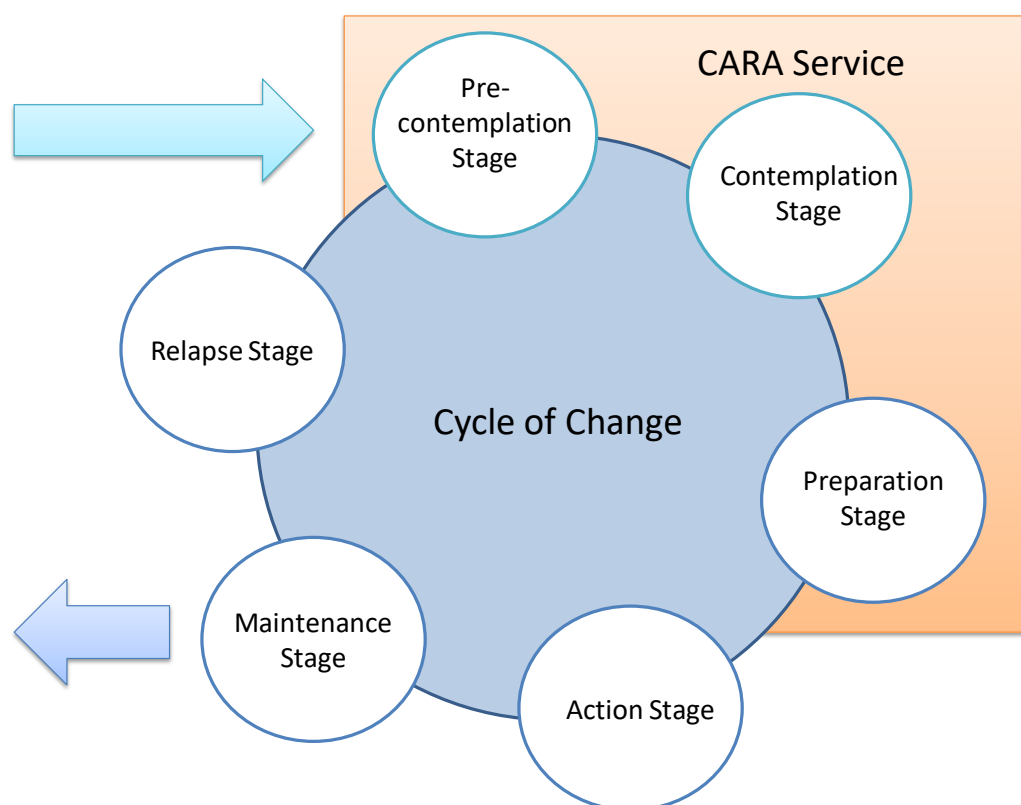 CARA Service
Pre-
contemplation
Stage
Contemplation
Stage
Relapse Stage
Cycle of Change
Preparation
Stage
Maintenance
Stage
Action Stage